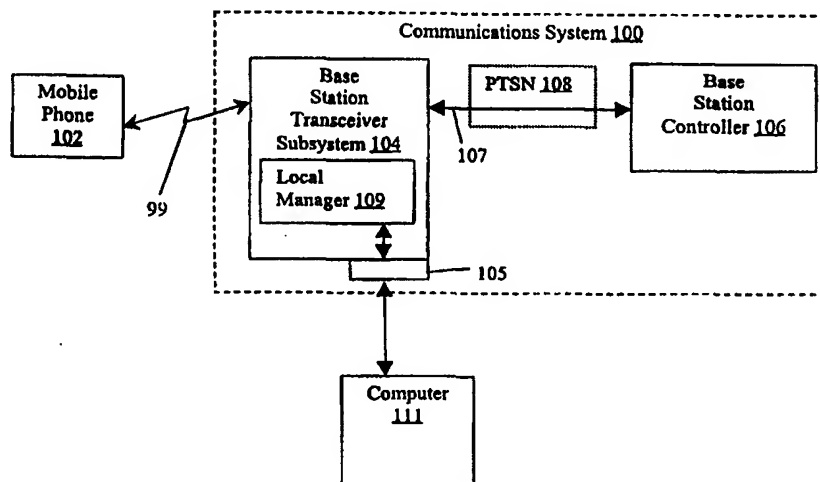 Communications System 100
Mobile
Phone
102
Base
Station
Transceiver
Subsystem 104
Local
Manager 109
PTSN 108
Base
Station
Controller 106
107
99
105
Computer
111